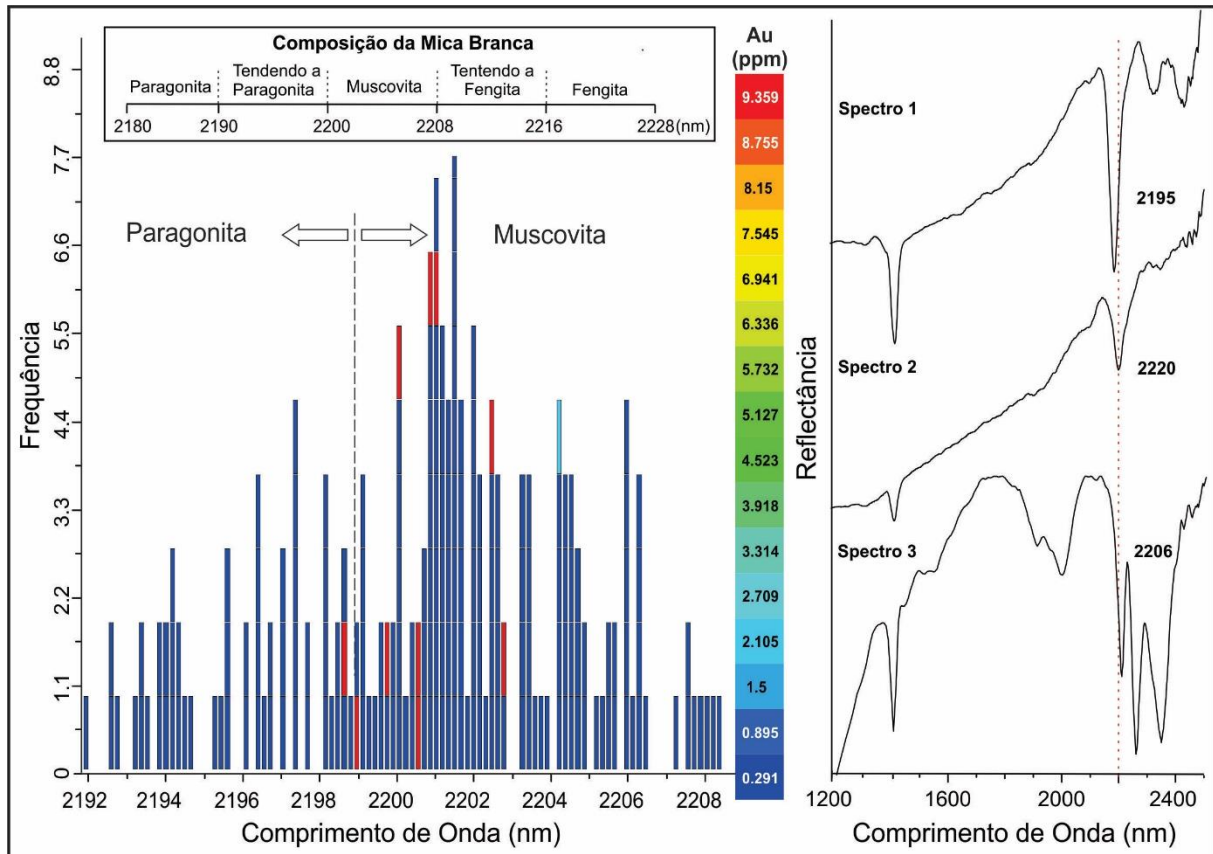 Composição da Mica Branca
Paragonita
Tendendo a
Paragonita
Muscovita
Tentendo a
Fengita
Fengita
2180 2190 2200 2208 2216 2228(nm)
Paragonita
Muscovita
Frequência
8.8
7.7
6.6
5.5
4.4
3.3
2.2
1.1
0
2192 2194 2196 2198 2200 2202 2204 2206 2208
Comprimento de Onda (nm)
Au
(ppm)
9.359
8.755
8.15
7.545
6.941
6.336
5.732
5.127
4.523
3.918
3.314
2.709
2.105
1.5
0.895
0.291
Reflectância
Spectro 1
2195
Spectro 2
2220
Spectro 3
2206
1200 1600 2000 2400
Comprimento de Onda (nm)